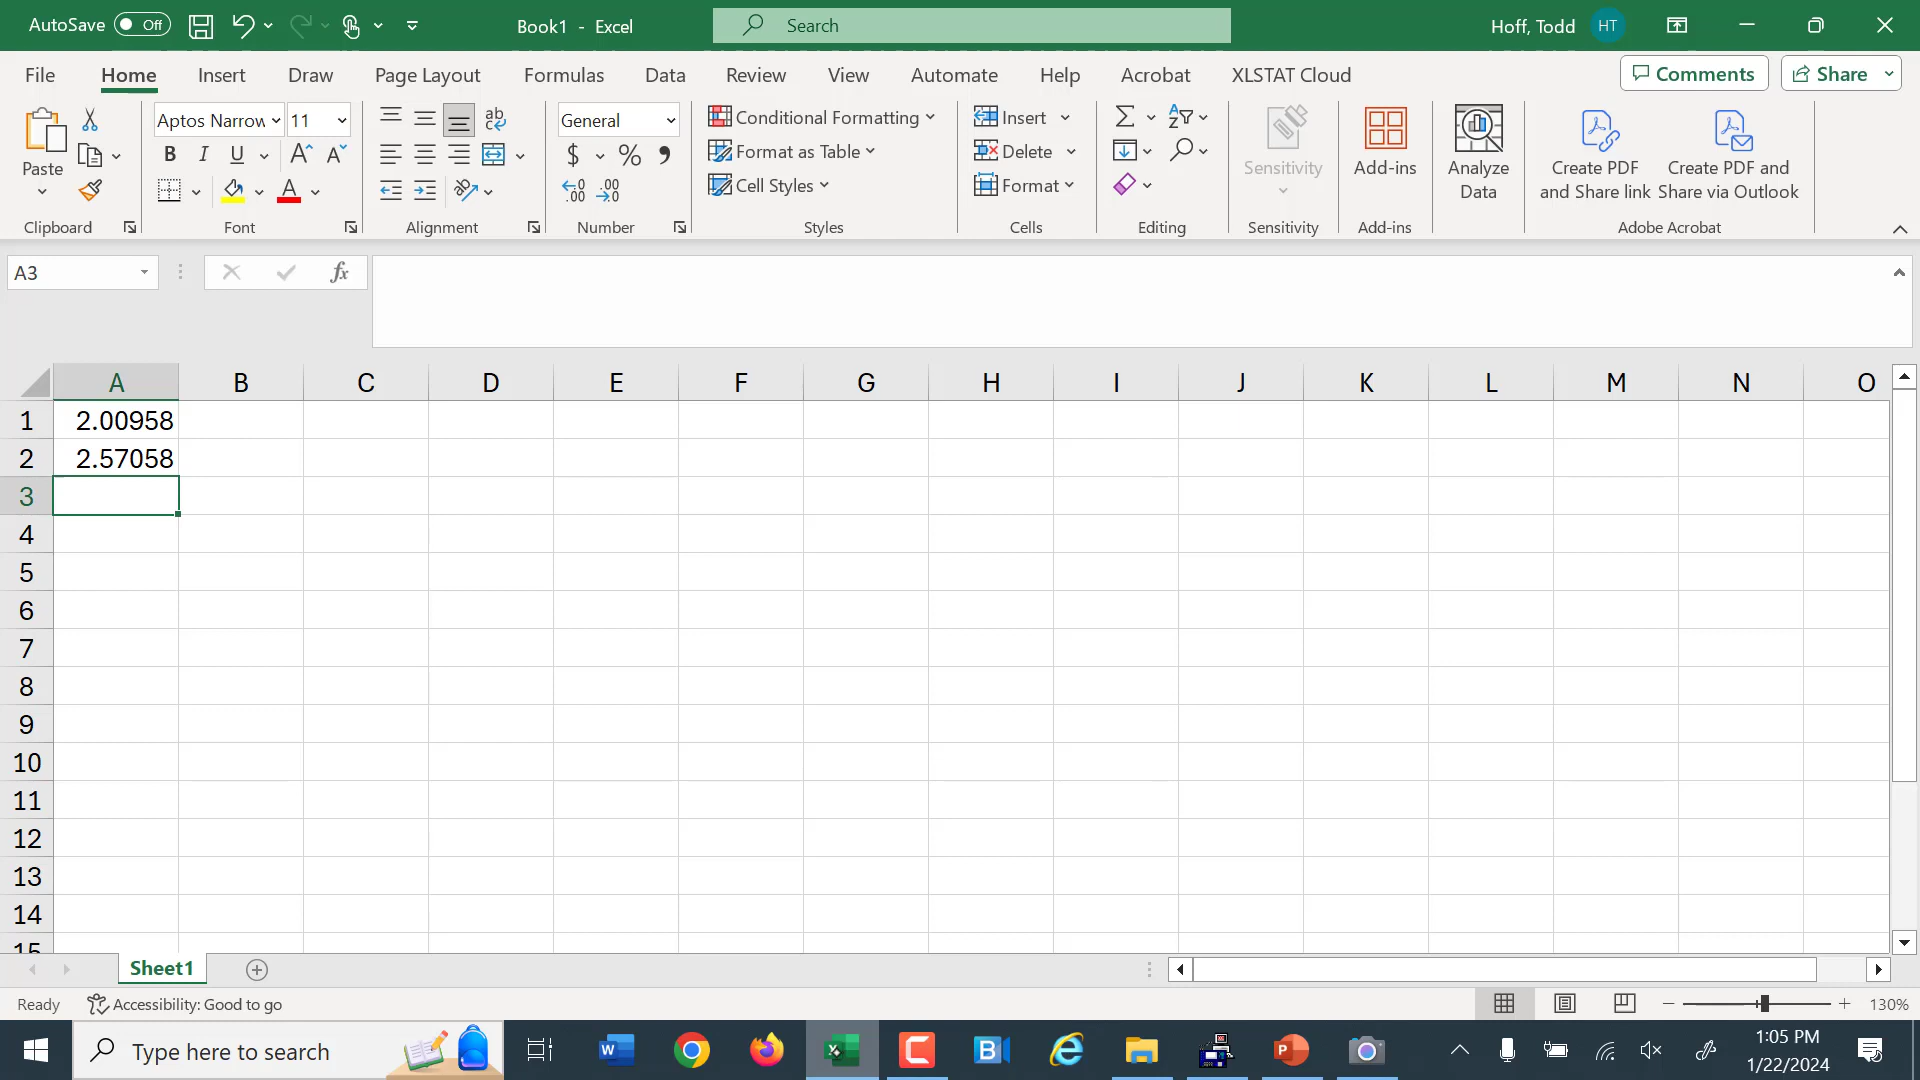 AutoSave Off Book1 - Excel Search Hoff, Todd HT
File Home Insert Draw Page Layout Formulas Data Review View Automate Help Acrobat XLSTAT Cloud Comments Share
Paste
Clipboard
Aptos Narrow 11
B I U A A
A
Font
ab
Alignment
General
$ % ,
.00 .00
Number
Conditional Formatting
Format as Table
Cell Styles
Styles
Insert
Delete
Format
Cells
Editing
Sensitivity
Sensitivity
Add-ins
Add-ins
Analyze
Data
Create PDF
and Share link
Create PDF and
Share via Outlook
Adobe Acrobat
A3 fx
A B C D E F G H I J K L M N O
1 2.00958
2 2.57058
3
4
5
6
7
8
9
10
11
12
13
14
15
Sheet1
Ready Accessibility: Good to go 130%
Type here to search
1:05 PM
1/22/2024